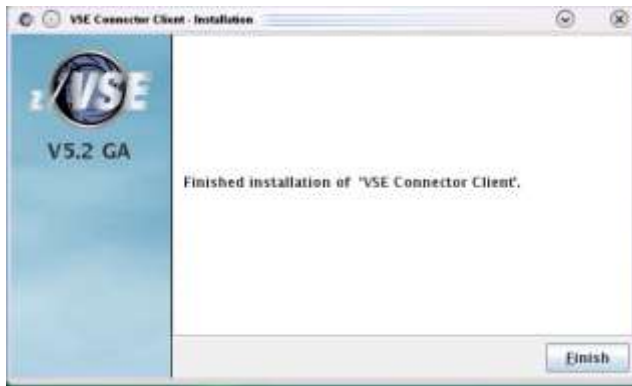 VSE Connector Client - Installation
z/VSE
V5.2 GA
Finished installation of 'VSE Connector Client'.
Finish